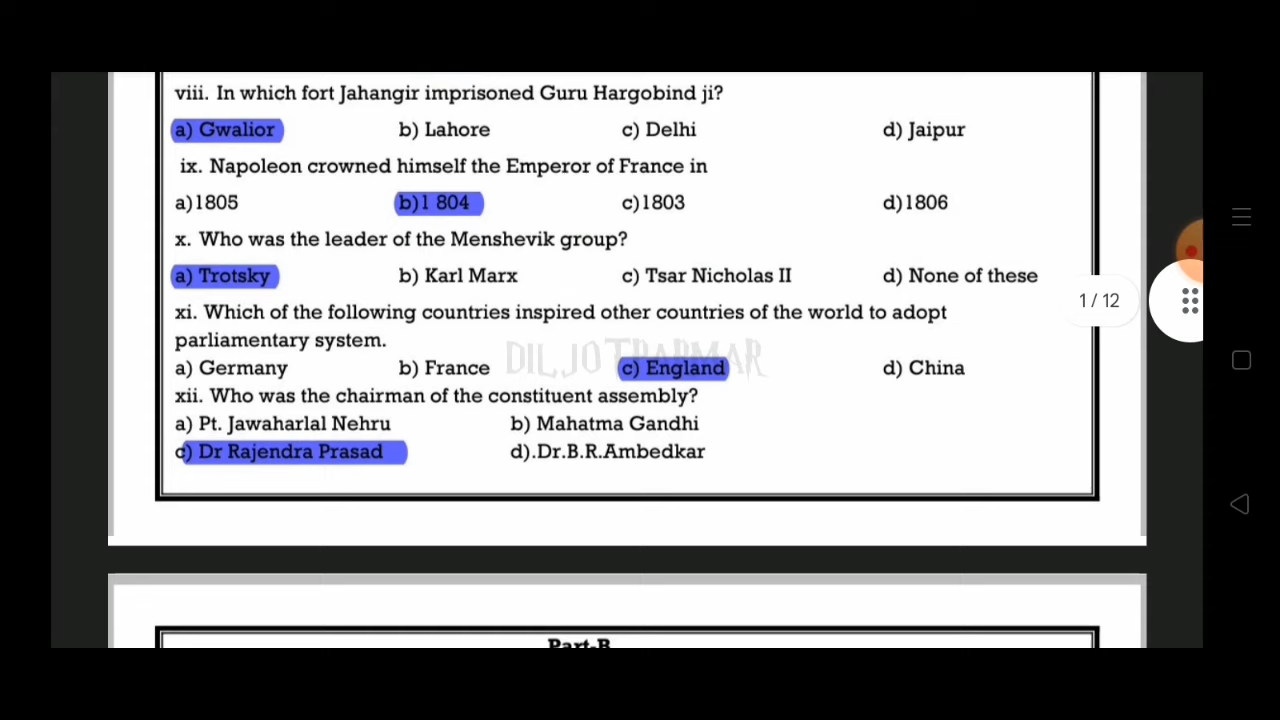 viii. In which fort Jahangir imprisoned Guru Hargobind ji?
a) Gwalior b) Lahore c) Delhi d) Jaipur
ix. Napoleon crowned himself the Emperor of France in
a)1805 b)1 804 c)1803 d)1806
x. Who was the leader of the Menshevik group?
a) Trotsky b) Karl Marx c) Tsar Nicholas II d) None of these
1 / 12
xi. Which of the following countries inspired other countries of the world to adopt
parliamentary system.
DILJOTPARMAR
a) Germany b) France c) England d) China
xii. Who was the chairman of the constituent assembly?
a) Pt. Jawaharlal Nehru b) Mahatma Gandhi
c) Dr Rajendra Prasad d).Dr.B.R.Ambedkar
Part-B